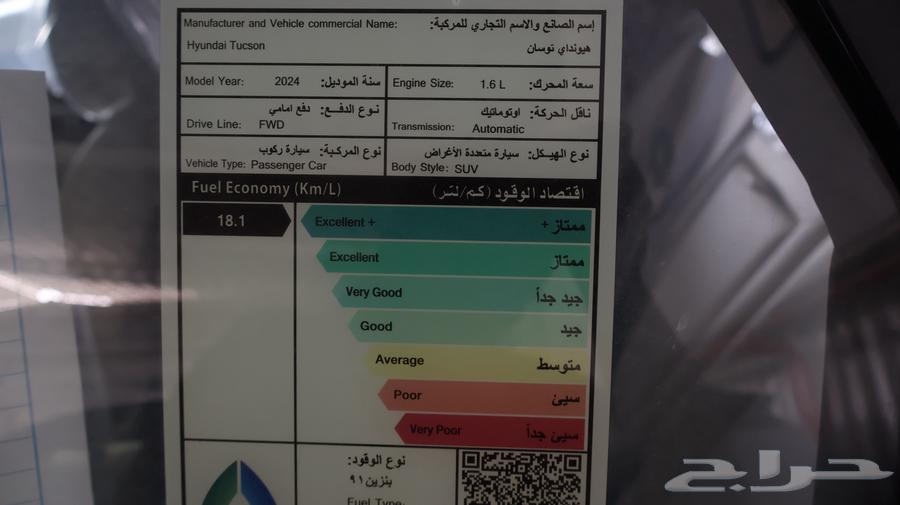 Manufacturer and Vehicle commercial Name: إسم الصانع والاسم التجاري للمركبة:
Hyundai Tucson هيونداي توسان
Model Year: 2024 سنة الموديل: Engine Size: 1.6 L سعة المحرك:
نوع الدفع: دفع امامي ناقل الحركة: اوتوماتيك
Drive Line: FWD Transmission: Automatic
نوع المركبة: سيارة ركوب نوع الهيكل: سيارة متعددة الأغراض
Vehicle Type: Passenger Car Body Style: SUV
Fuel Economy (Km/L) اقتصاد الوقود (كم/لتر)
18.1 Excellent + ممتاز +
Excellent ممتاز
Very Good جيد جداً
Good جيد
Average متوسط
Poor سيئ
Very Poor سيئ جداً
نوع الوقود:
بنزين ٩١
Fuel Type:
حراج